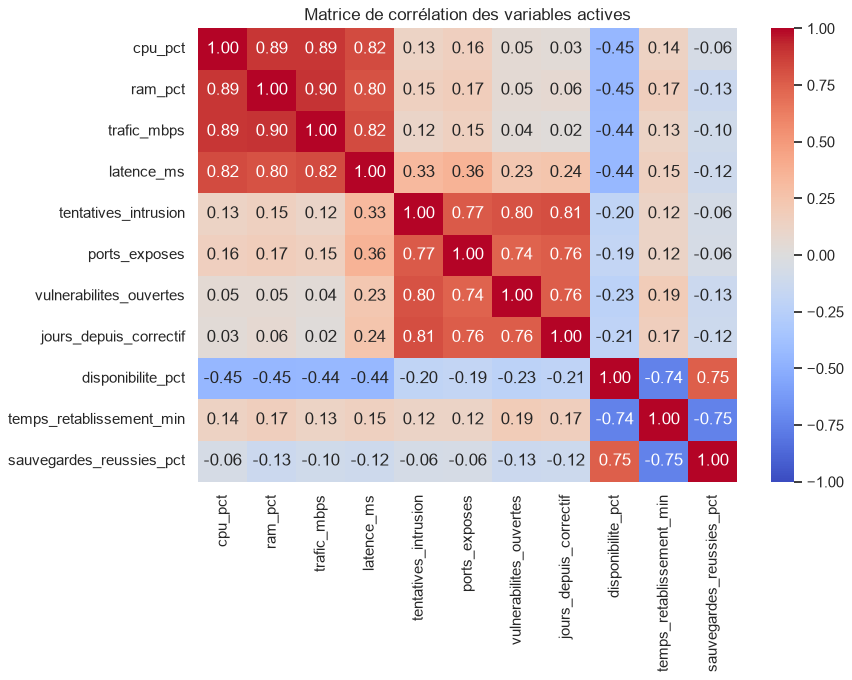 Matrice de corrélation des variables actives
cpu_pct 1.00 0.89 0.89 0.82 0.13 0.16 0.05 0.03 -0.45 0.14 -0.06
ram_pct 0.89 1.00 0.90 0.80 0.15 0.17 0.05 0.06 -0.45 0.17 -0.13
trafic_mbps 0.89 0.90 1.00 0.82 0.12 0.15 0.04 0.02 -0.44 0.13 -0.10
latence_ms 0.82 0.80 0.82 1.00 0.33 0.36 0.23 0.24 -0.44 0.15 -0.12
tentatives_intrusion 0.13 0.15 0.12 0.33 1.00 0.77 0.80 0.81 -0.20 0.12 -0.06
ports_exposes 0.16 0.17 0.15 0.36 0.77 1.00 0.74 0.76 -0.19 0.12 -0.06
vulnerabilites_ouvertes 0.05 0.05 0.04 0.23 0.80 0.74 1.00 0.76 -0.23 0.19 -0.13
jours_depuis_correctif 0.03 0.06 0.02 0.24 0.81 0.76 0.76 1.00 -0.21 0.17 -0.12
disponibilite_pct -0.45 -0.45 -0.44 -0.44 -0.20 -0.19 -0.23 -0.21 1.00 -0.74 0.75
temps_retablissement_min 0.14 0.17 0.13 0.15 0.12 0.12 0.19 0.17 -0.74 1.00 -0.75
sauvegardes_reussies_pct -0.06 -0.13 -0.10 -0.12 -0.06 -0.06 -0.13 -0.12 0.75 -0.75 1.00
cpu_pct
ram_pct
trafic_mbps
latence_ms
tentatives_intrusion
ports_exposes
vulnerabilites_ouvertes
jours_depuis_correctif
disponibilite_pct
temps_retablissement_min
sauvegardes_reussies_pct
1.00
0.75
0.50
0.25
0.00
−0.25
−0.50
−0.75
−1.00